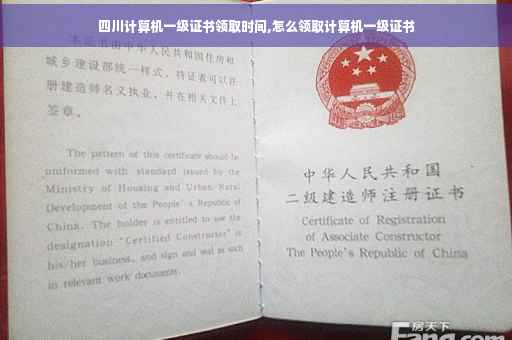 四川计算机一级证书领取时间,怎么领取计算机一级证书
本证书由中华人民共和国住房和
城乡建设部统一样式，持证者可以注
册建造师名义执业，并在相关文件上
签章。
The pattern of this certificate should be
uniformed with standard issued by the
Ministry of Housing and Urban Rural
Development of the People's Republic of
China. The holder is entitled to use the
designation "Certified Constructor" in
his/her business, and sign and seal as such
in relevant work documents.
中华人民共和国
二级建造师注册证书
Certificate of Registration
of Associate Constructor
The People's Republic of China
房天下
Fang.com